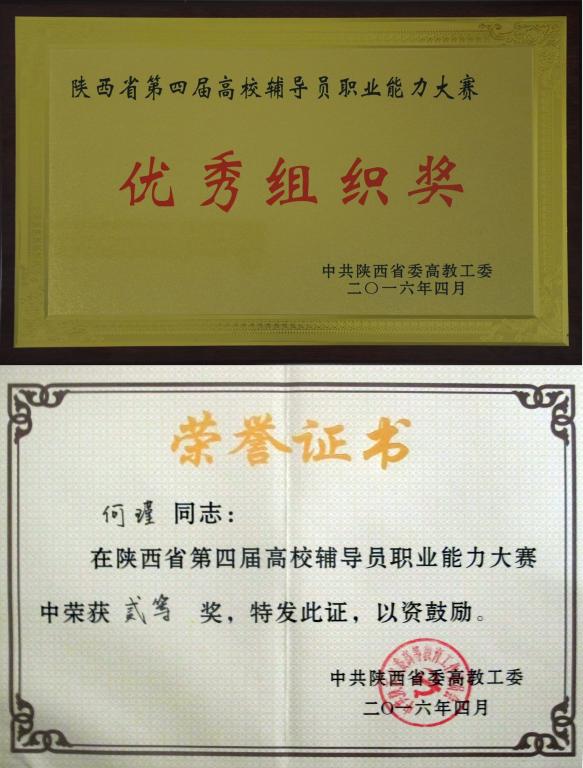 陕西省第四届高校辅导员职业能力大赛
优秀组织奖
中共陕西省委高教工委
二〇一六年四月
荣誉证书
何瑾 同志：
在陕西省第四届高校辅导员职业能力大赛
中荣获 贰等 奖，特发此证，以资鼓励。
中共陕西省委高教工委
二〇一六年四月